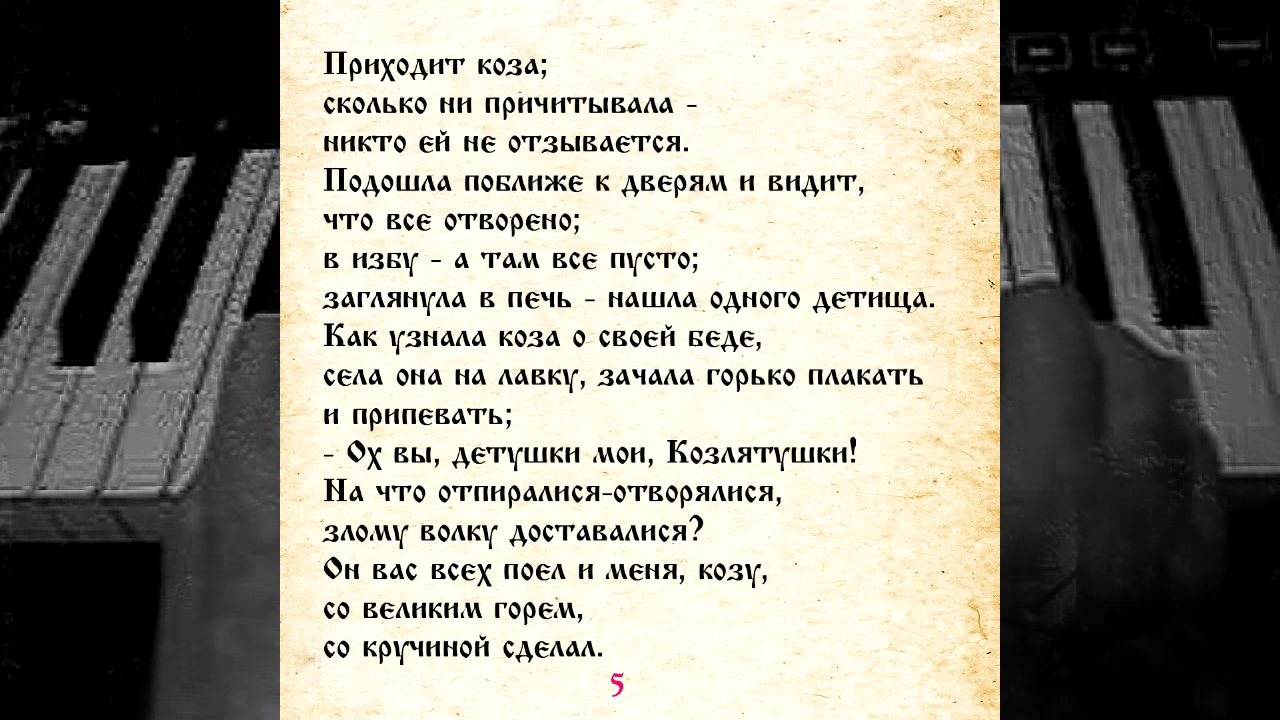 Приходит коза;
сколько ни причитывала -
никто ей не отзывается.
Подошла поближе к дверям и видит,
что все отворено;
в избу - а там все пусто;
заглянула в печь - нашла одного детища.
Как узнала коза о своей беде,
села она на лавку, зачала горько плакать
и припевать;
- Ох вы, детушки мои, Козлятушки!
На что отпиралися-отворялися,
злому волку доставалися?
Он вас всех поел и меня, козу,
со великим горем,
со кручиной сделал.
5